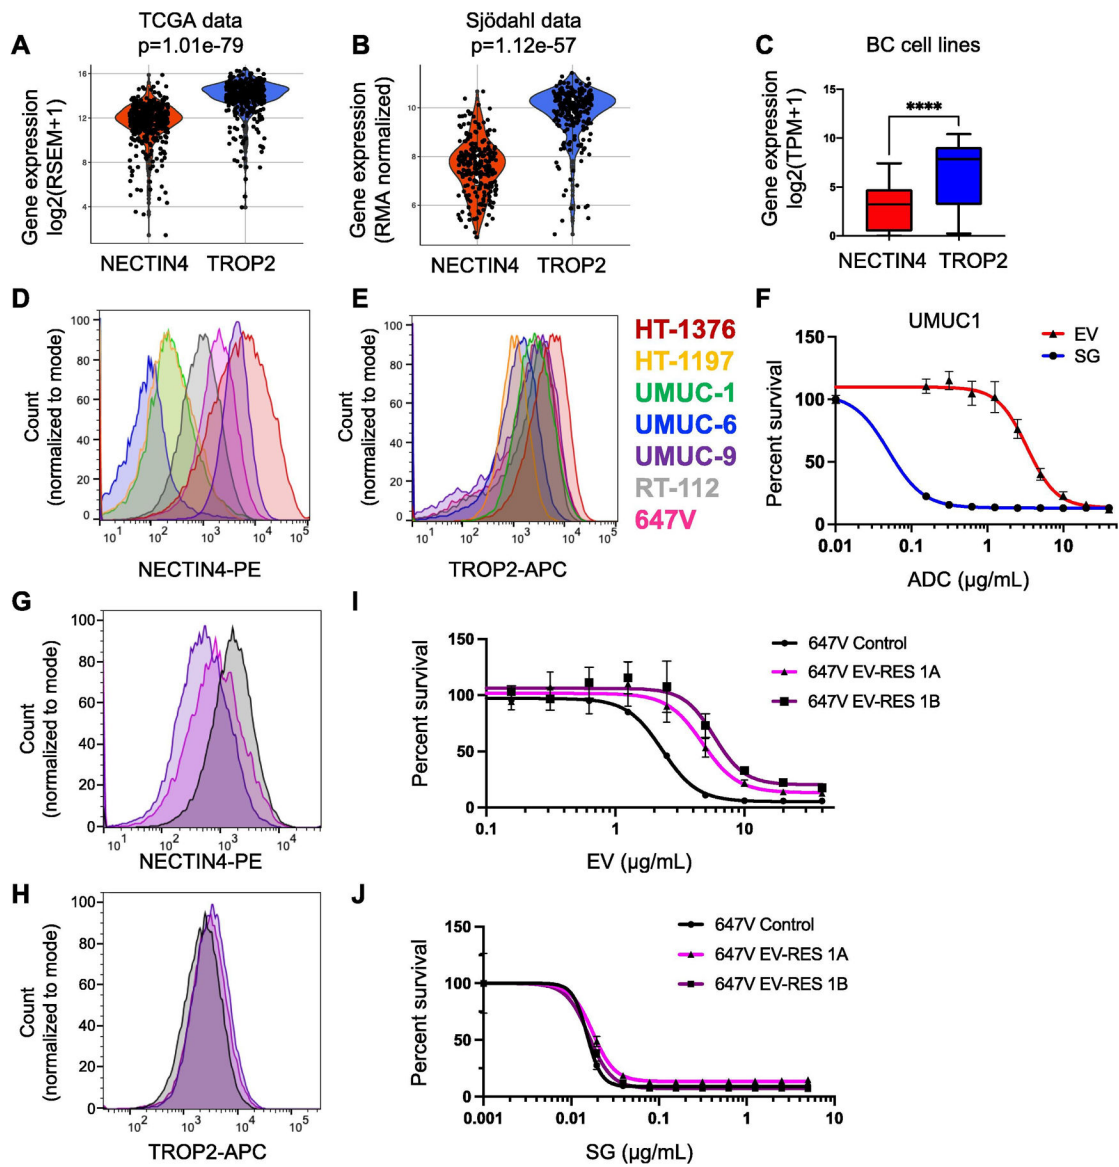 A
TCGA data
p=1.01e-79
Gene expression
log2(RSEM+1)
16
12
8
4
NECTIN4 TROP2
B
Sjödahl data
p=1.12e-57
Gene expression
(RMA normalized)
10
8
6
NECTIN4 TROP2
C
BC cell lines
Gene expression
log2(TPM+1)
15
10
5
0
****
NECTIN4 TROP2
D
Count
(normalized to mode)
100
80
60
40
20
0
10¹ 10² 10³ 10⁴ 10⁵
NECTIN4-PE
E
Count
(normalized to mode)
100
80
60
40
20
0
10¹ 10² 10³ 10⁴ 10⁵
TROP2-APC
HT-1376
HT-1197
UMUC-1
UMUC-6
UMUC-9
RT-112
647V
F
UMUC1
EV
SG
Percent survival
150
100
50
0
0.01 0.1 1 10
ADC (µg/mL)
G
Count
(normalized to mode)
100
80
60
40
20
0
10¹ 10² 10³ 10⁴
NECTIN4-PE
I
Percent survival
150
100
50
0
0.1 1 10
EV (µg/mL)
647V Control
647V EV-RES 1A
647V EV-RES 1B
H
Count
(normalized to mode)
100
80
60
40
20
0
10² 10³ 10⁴ 10⁵
TROP2-APC
J
Percent survival
150
100
50
0
0.001 0.01 0.1 1 10
SG (µg/mL)
647V Control
647V EV-RES 1A
647V EV-RES 1B